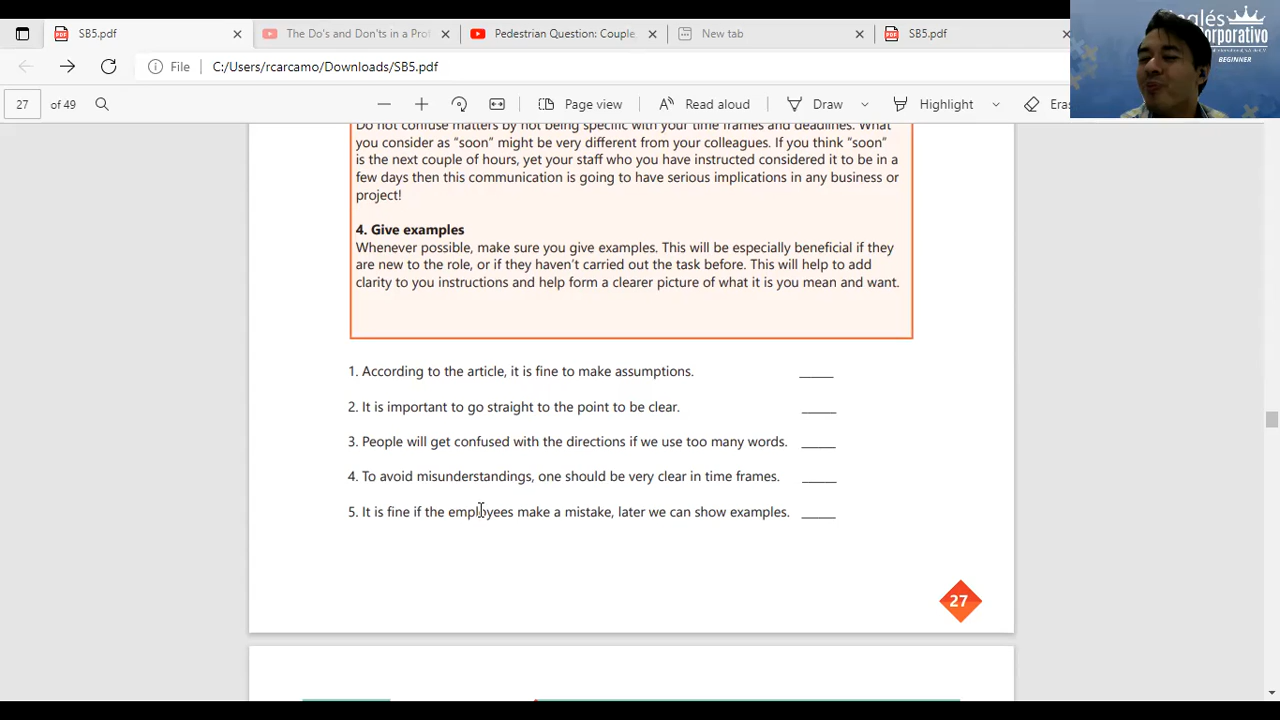 SB5.pdf
The Do's and Don'ts in a Prof
Pedestrian Question: Couple
New tab
SB5.pdf
Inglés
Corporativo
BEGINNER
File
C:/Users/rcarcamo/Downloads/SB5.pdf
27
of 49
Page view
Read aloud
Draw
Highlight
Eras
Do not confuse matters by not being specific with your time frames and deadlines. What
you consider as “soon” might be very different from your colleagues. If you think “soon”
is the next couple of hours, yet your staff who you have instructed considered it to be in a
few days then this communication is going to have serious implications in any business or
project!
4. Give examples
Whenever possible, make sure you give examples. This will be especially beneficial if they
are new to the role, or if they haven’t carried out the task before. This will help to add
clarity to you instructions and help form a clearer picture of what it is you mean and want.
1. According to the article, it is fine to make assumptions. _____
2. It is important to go straight to the point to be clear. _____
3. People will get confused with the directions if we use too many words. _____
4. To avoid misunderstandings, one should be very clear in time frames. _____
5. It is fine if the employees make a mistake, later we can show examples. _____
27